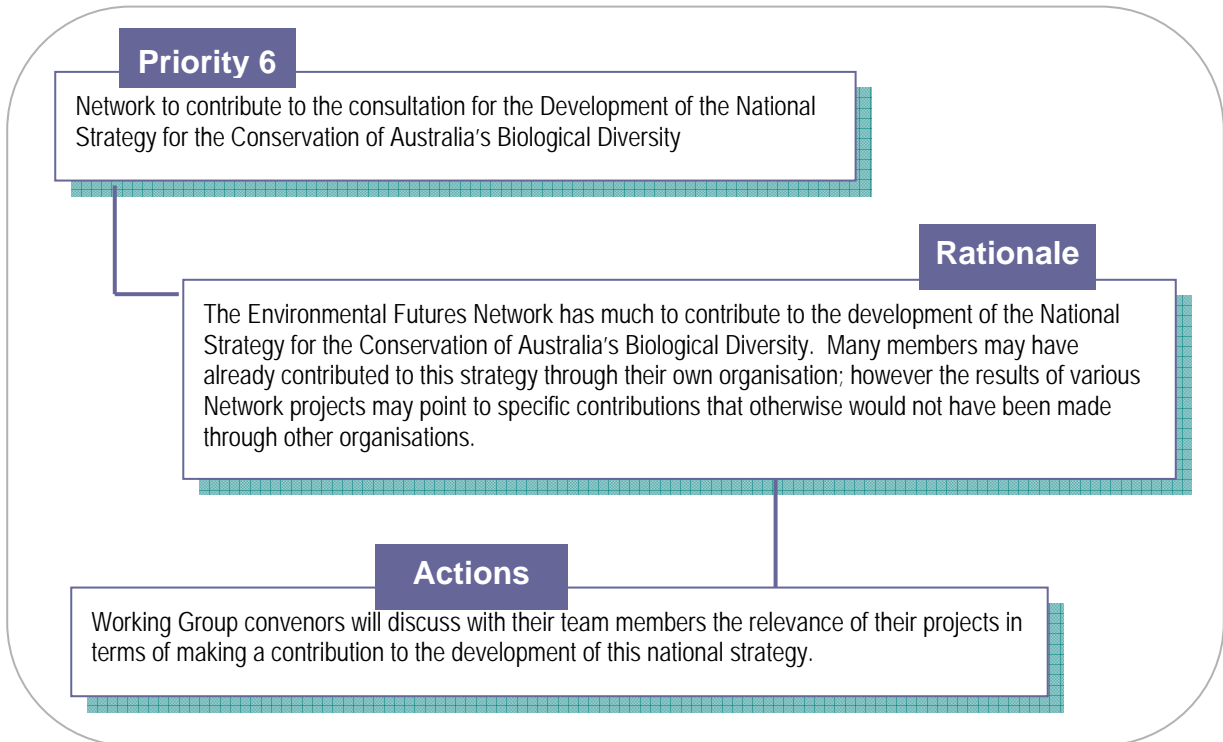 Priority 6
Network to contribute to the consultation for the Development of the National
Strategy for the Conservation of Australia's Biological Diversity
Rationale
The Environmental Futures Network has much to contribute to the development of the National
Strategy for the Conservation of Australia's Biological Diversity.  Many members may have
already contributed to this strategy through their own organisation; however the results of various
Network projects may point to specific contributions that otherwise would not have been made
through other organisations.
Actions
Working Group convenors will discuss with their team members the relevance of their projects in
terms of making a contribution to the development of this national strategy.